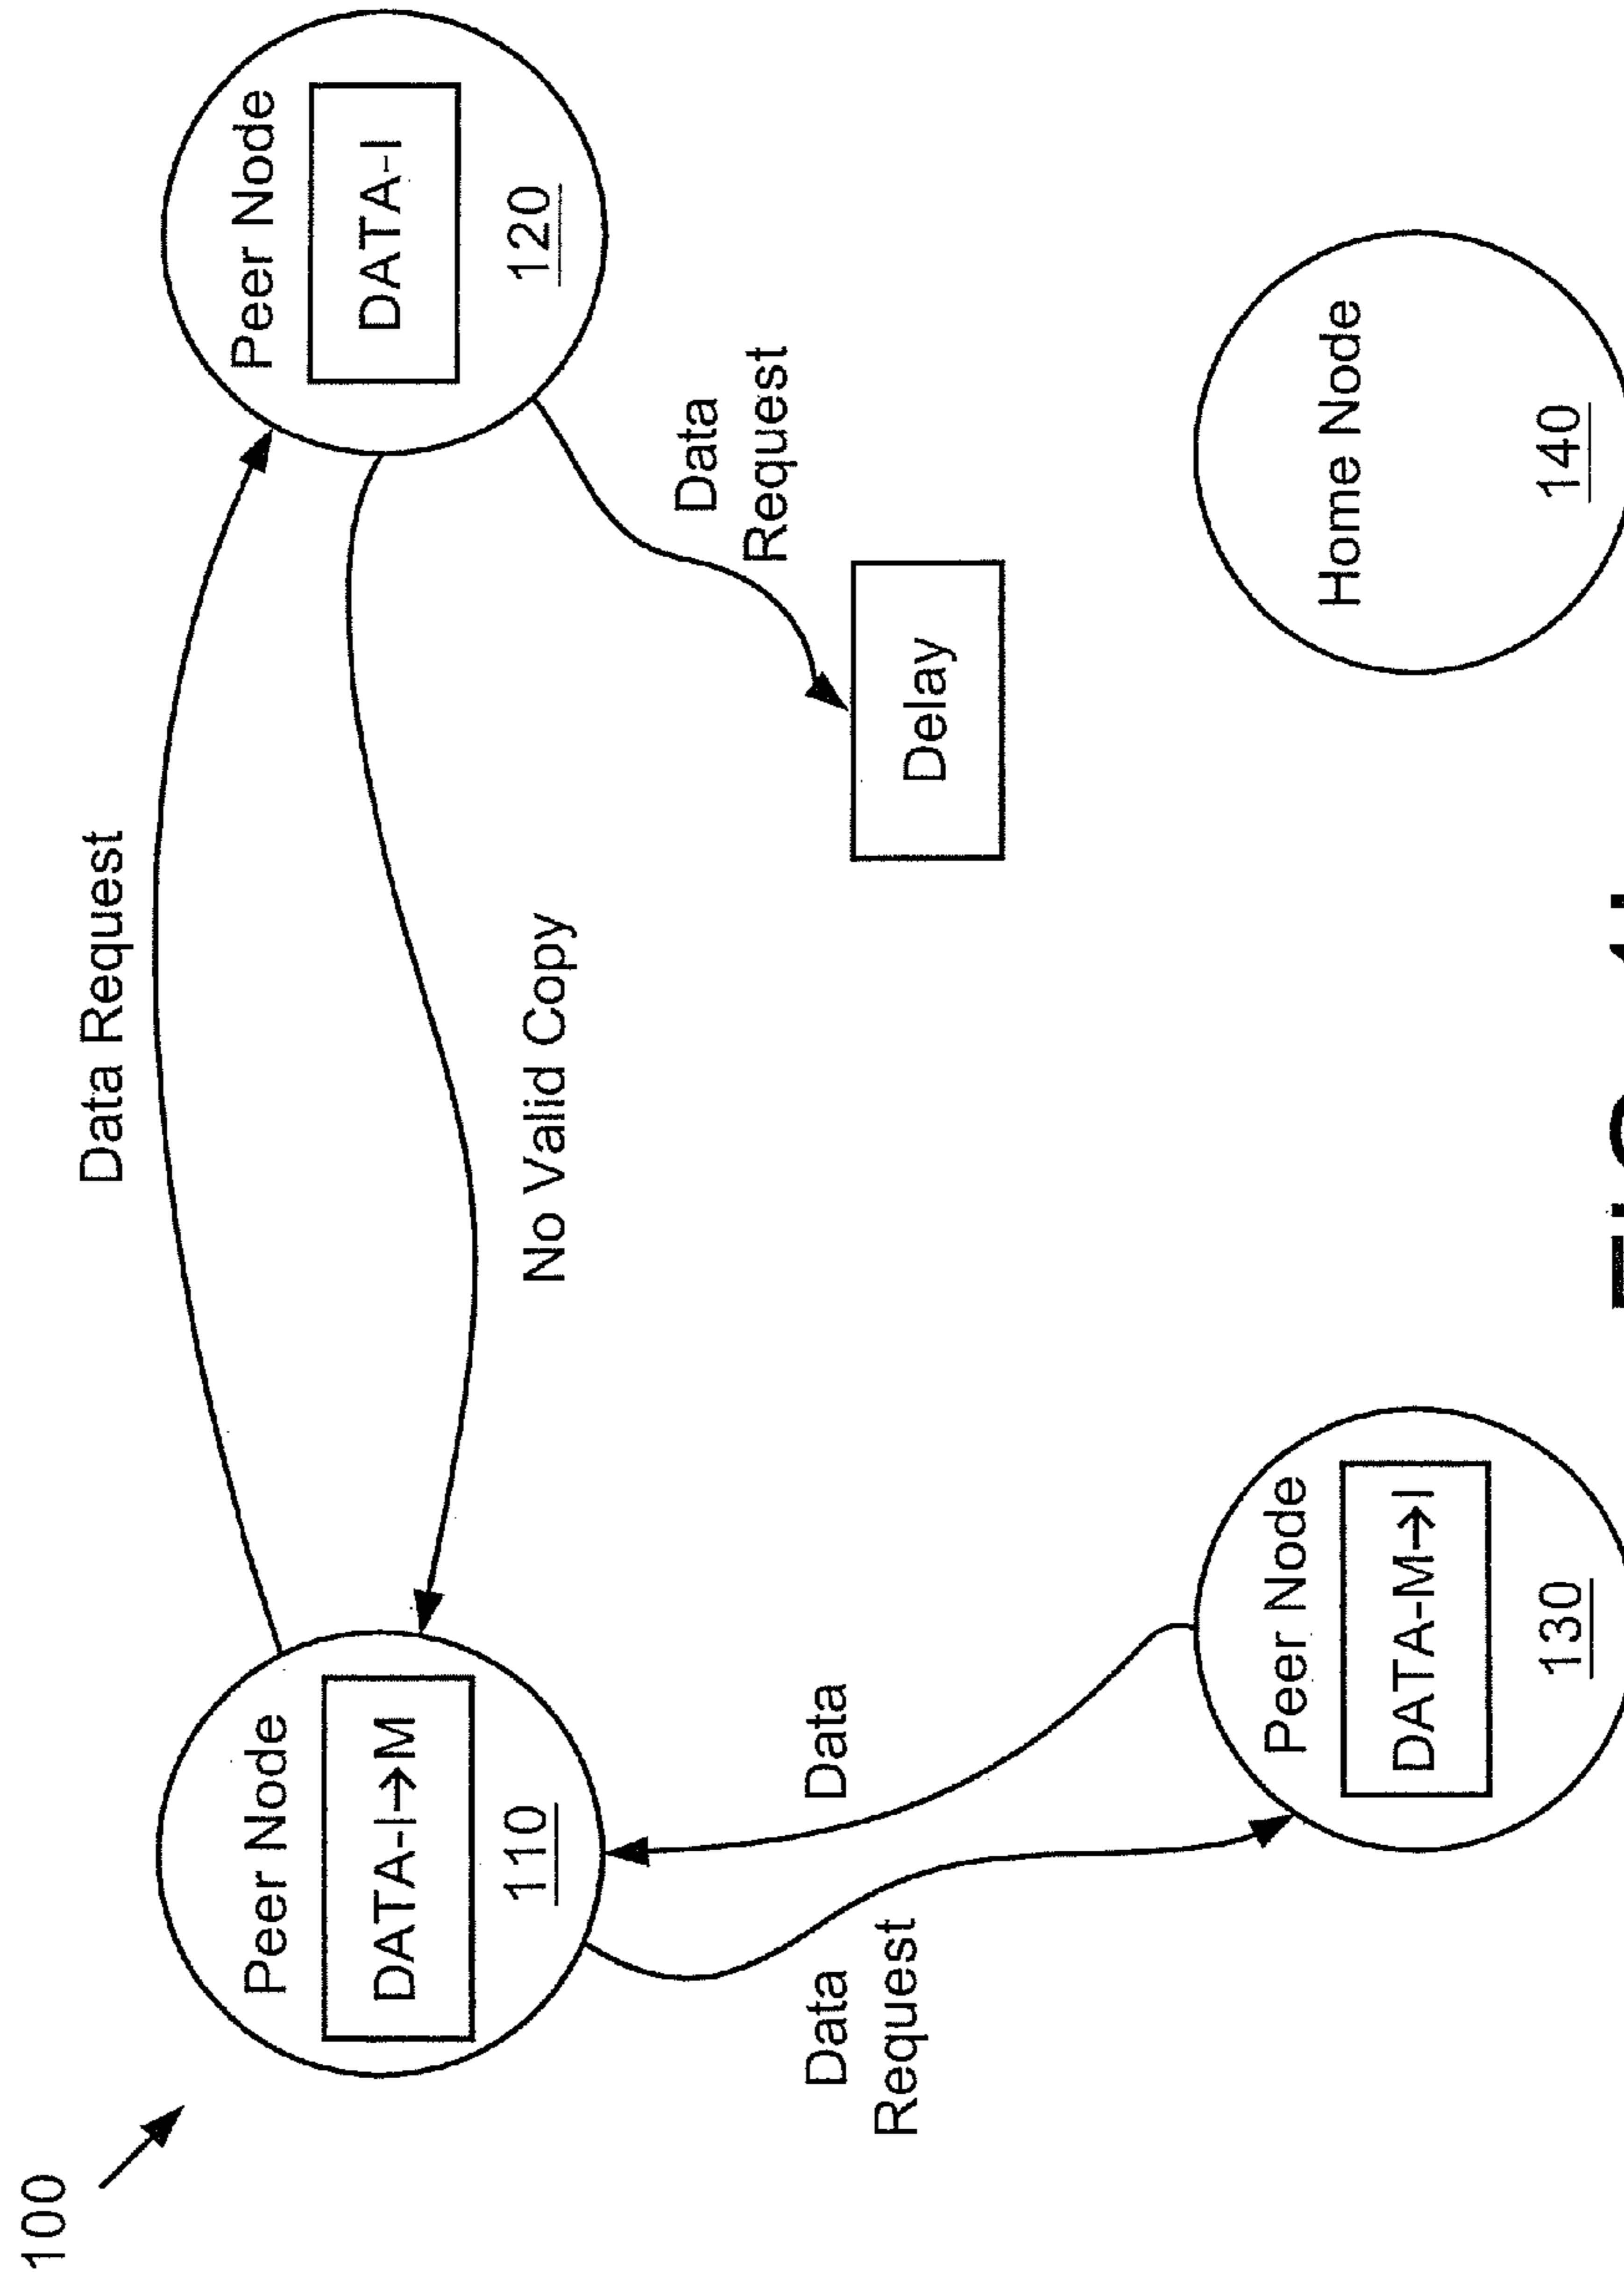 100
Data Request
Peer Node
DATA-I→M
110
Peer Node
DATA-I
120
No Valid Copy
Data
Request
Data
Request
Data
Delay
Peer Node
DATA-M→I
130
Home Node
140